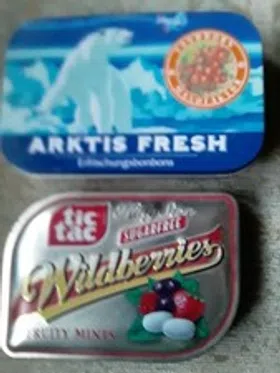 ARKTIS FRESH
Erfrischungsbonbons
tic
tac
SUGARFREE
Wildberries
FRUITY MINTS